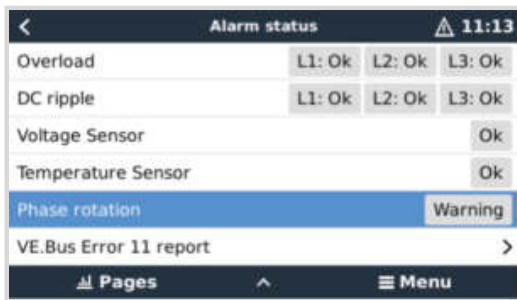 Alarm status 11:13
Overload L1: Ok L2: Ok L3: Ok
DC ripple L1: Ok L2: Ok L3: Ok
Voltage Sensor Ok
Temperature Sensor Ok
Phase rotation Warning
VE.Bus Error 11 report
Pages Menu